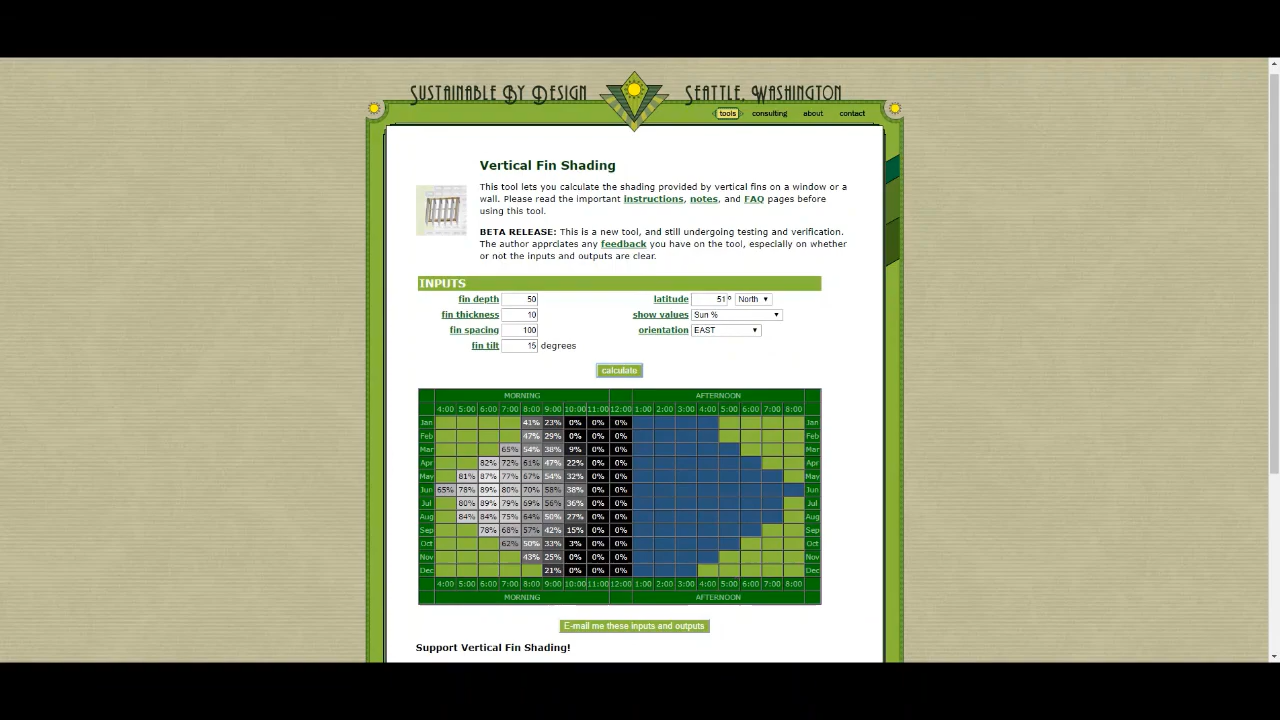 SUSTAINABLE BY DESIGN SEATTLE, WASHINGTON
tools consulting about contact
Vertical Fin Shading
This tool lets you calculate the shading provided by vertical fins on a window or a
wall. Please read the important instructions, notes, and FAQ pages before
using this tool.
BETA RELEASE: This is a new tool, and still undergoing testing and verification.
The author apprciates any feedback you have on the tool, especially on whether
or not the inputs and outputs are clear.
INPUTS
fin depth 50 latitude 51° North
fin thickness 10 show values Sun %
fin spacing 100 orientation EAST
fin tilt 15 degrees
calculate
MORNING AFTERNOON
4:00 5:00 6:00 7:00 8:00 9:00 10:00 11:00 12:00 1:00 2:00 3:00 4:00 5:00 6:00 7:00 8:00
Jan 41% 23% 0% 0% 0% Jan
Feb 47% 29% 0% 0% 0% Feb
Mar 65% 54% 38% 9% 0% 0% Mar
Apr 82% 72% 61% 47% 22% 0% 0% Apr
May 81% 87% 77% 67% 54% 32% 0% 0% May
Jun 65% 78% 89% 80% 70% 58% 38% 0% 0% Jun
Jul 80% 89% 79% 69% 56% 36% 0% 0% Jul
Aug 84% 84% 75% 64% 50% 27% 0% 0% Aug
Sep 78% 68% 57% 42% 15% 0% 0% Sep
Oct 62% 50% 33% 3% 0% 0% Oct
Nov 43% 25% 0% 0% 0% Nov
Dec 21% 0% 0% 0% Dec
4:00 5:00 6:00 7:00 8:00 9:00 10:00 11:00 12:00 1:00 2:00 3:00 4:00 5:00 6:00 7:00 8:00
MORNING AFTERNOON
E-mail me these inputs and outputs
Support Vertical Fin Shading!